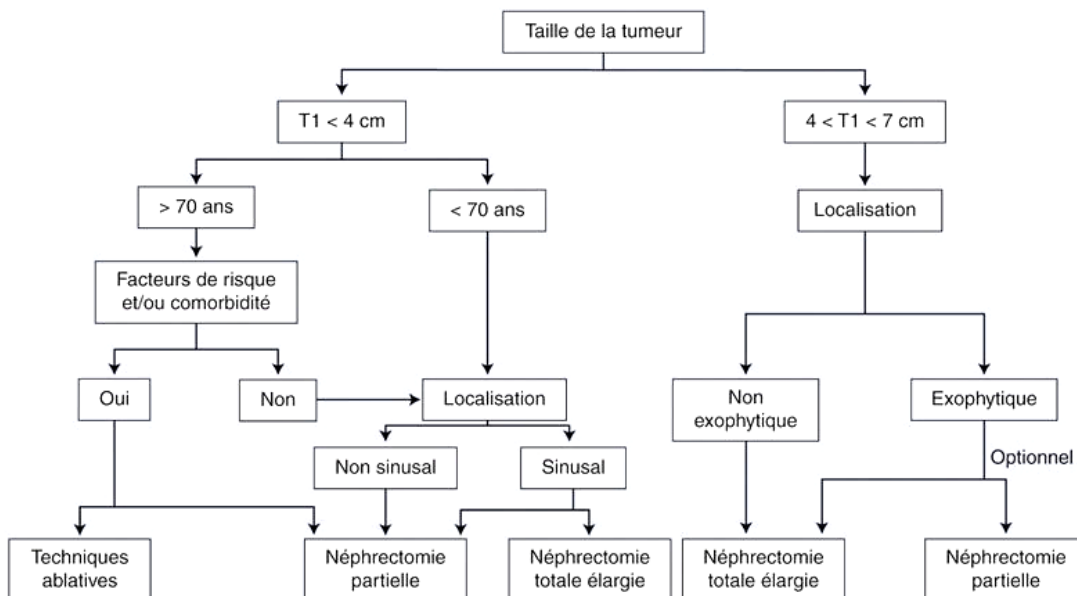 Taille de la tumeur
T1 < 4 cm
4 < T1 < 7 cm
> 70 ans
< 70 ans
Localisation
Facteurs de risque
et/ou comorbidité
Oui
Non
Localisation
Non
exophytique
Exophytique
Optionnel
Non sinusal
Sinusal
Techniques
ablatives
Néphrectomie
partielle
Néphrectomie
totale élargie
Néphrectomie
totale élargie
Néphrectomie
partielle